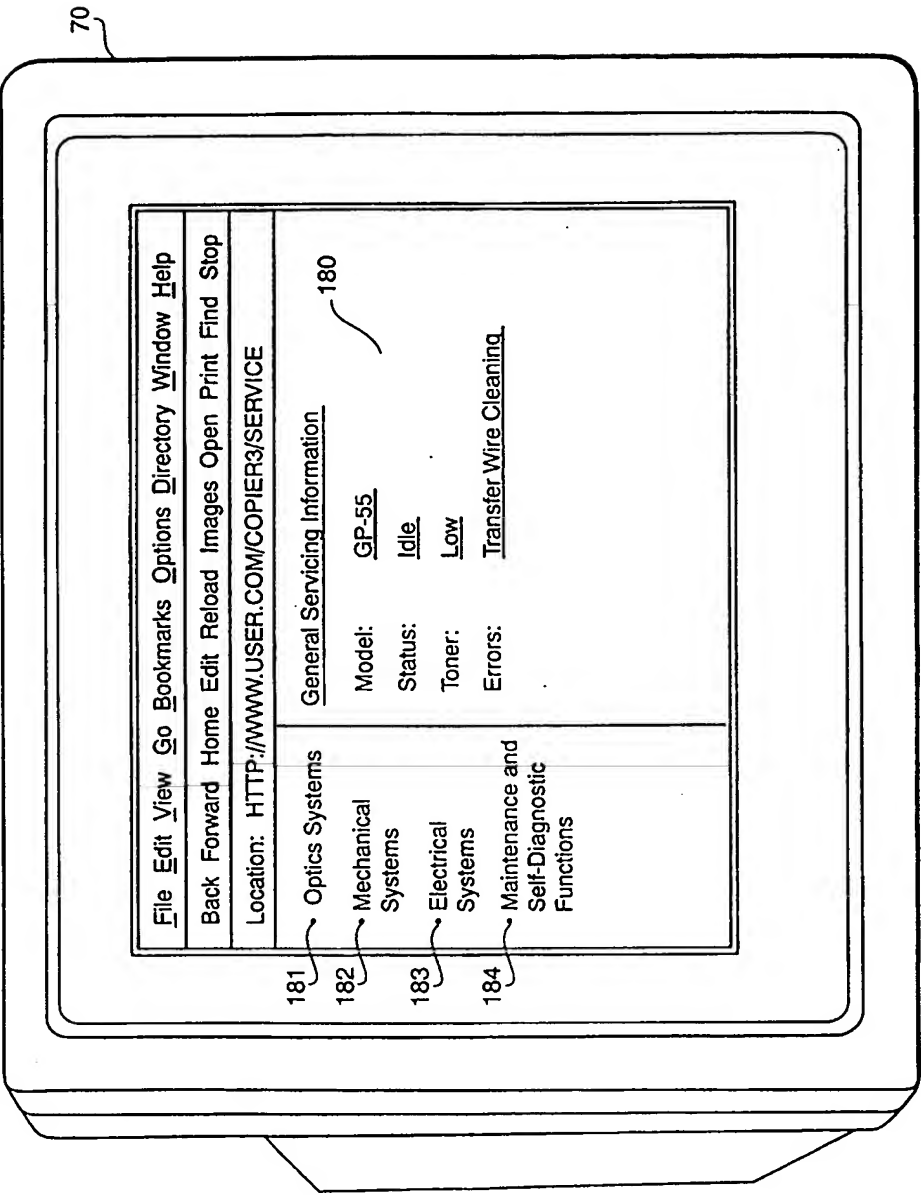 70
File Edit View Go Bookmarks Options Directory Window Help
Back Forward Home Edit Reload Images Open Print Find Stop
Location: HTTP://WWW.USER.COM/COPIER3/SERVICE
181 • Optics Systems
182 • Mechanical
Systems
183 • Electrical
Systems
184 • Maintenance and
Self-Diagnostic
Functions
General Servicing Information
180
Model: GP-55
Status: Idle
Toner: Low
Errors: Transfer Wire Cleaning